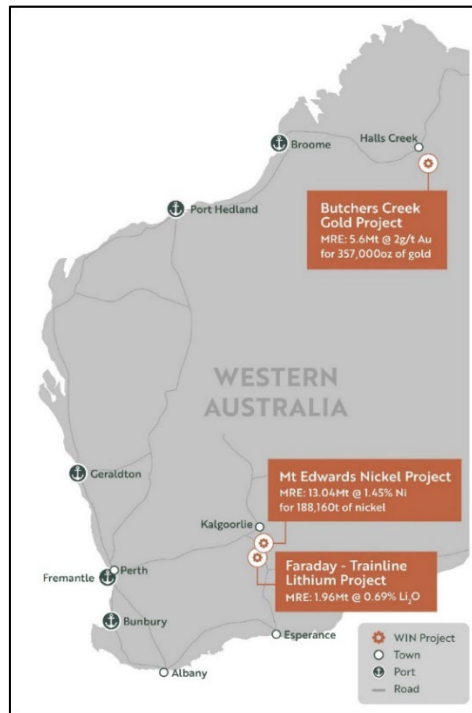 Halls Creek
Broome
Butchers Creek
Gold Project
MRE: 5.6Mt @ 2g/t Au
for 357,000oz of gold
Port Hedland
WESTERN
AUSTRALIA
Mt Edwards Nickel Project
MRE: 13.04Mt @ 1.45% Ni
for 188,160t of nickel
Geraldton
Kalgoorlie
Faraday - Trainline
Lithium Project
MRE: 1.96Mt @ 0.69% Li₂O
Perth
Fremantle
Bunbury
Esperance
Albany
WIN Project
Town
Port
Road